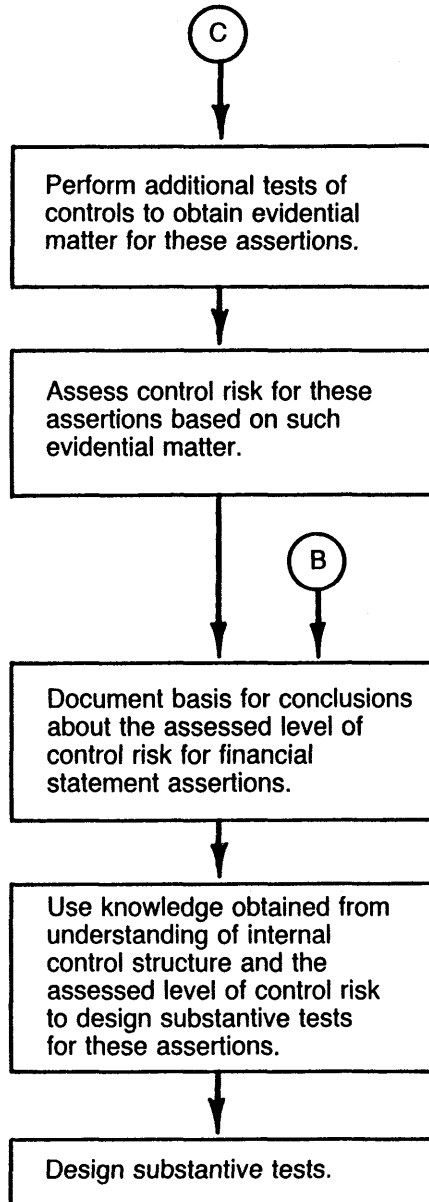 C
Perform additional tests of
controls to obtain evidential
matter for these assertions.
Assess control risk for these
assertions based on such
evidential matter.
B
Document basis for conclusions
about the assessed level of
control risk for financial
statement assertions.
Use knowledge obtained from
understanding of internal
control structure and the
assessed level of control risk
to design substantive tests
for these assertions.
Design substantive tests.